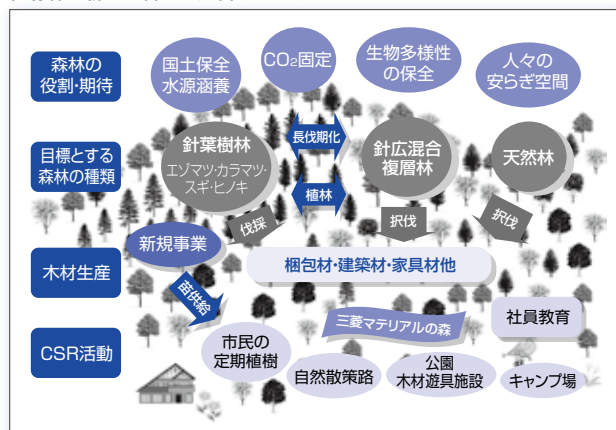 森林の
役割・期待
国土保全
水源涵養
CO₂固定
生物多様性
の保全
人々の
安らぎ空間
目標とする
森林の種類
針葉樹林
エゾマツ・カラマツ・
スギ・ヒノキ
長伐期化
植林
針広混合
複層林
天然林
伐採
択伐
択伐
木材生産
新規事業
梱包材・建築材・家具材他
苗供給
CSR活動
市民の
定期植樹
三菱マテリアルの森
社員教育
自然散策路
公園
木材遊具施設
キャンプ場